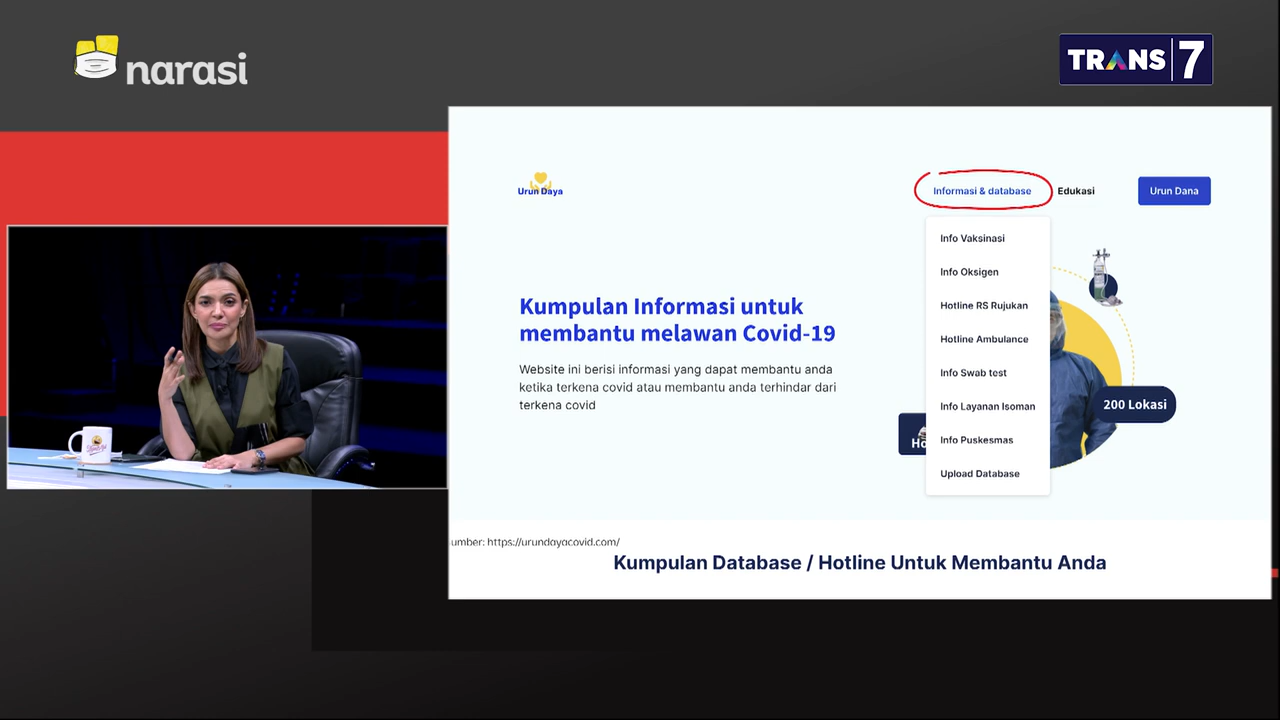 narasi
TRANS 7
Urun Daya
Informasi & database
Edukasi
Urun Dana
Info Vaksinasi
Info Oksigen
Hotline RS Rujukan
Hotline Ambulance
Info Swab test
Info Layanan Isoman
Info Puskesmas
Upload Database
Kumpulan Informasi untuk
membantu melawan Covid-19
Website ini berisi informasi yang dapat membantu anda
ketika terkena covid atau membantu anda terhindar dari
terkena covid
200 Lokasi
Ho
umber: https://urundayacovid.com/
Kumpulan Database / Hotline Untuk Membantu Anda